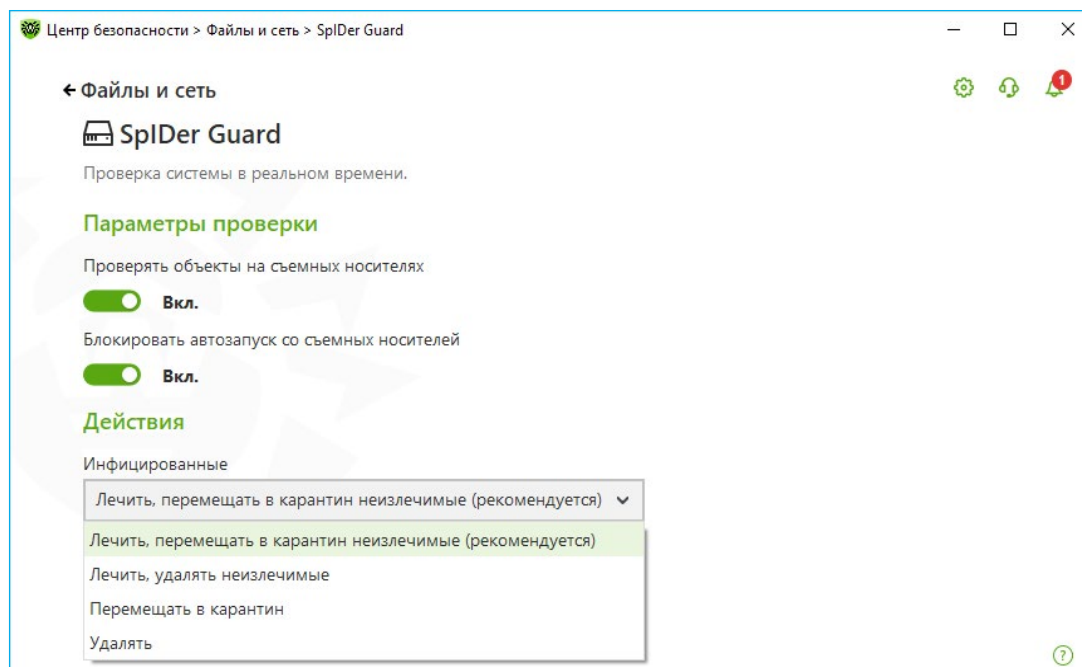 Центр безопасности > Файлы и сеть > SpIDer Guard
Файлы и сеть
1
SpIDer Guard
Проверка системы в реальном времени.
Параметры проверки
Проверять объекты на съемных носителях
Вкл.
Блокировать автозапуск со съемных носителей
Вкл.
Действия
Инфицированные
Лечить, перемещать в карантин неизлечимые (рекомендуется)
Лечить, перемещать в карантин неизлечимые (рекомендуется)
Лечить, удалять неизлечимые
Перемещать в карантин
Удалять
?